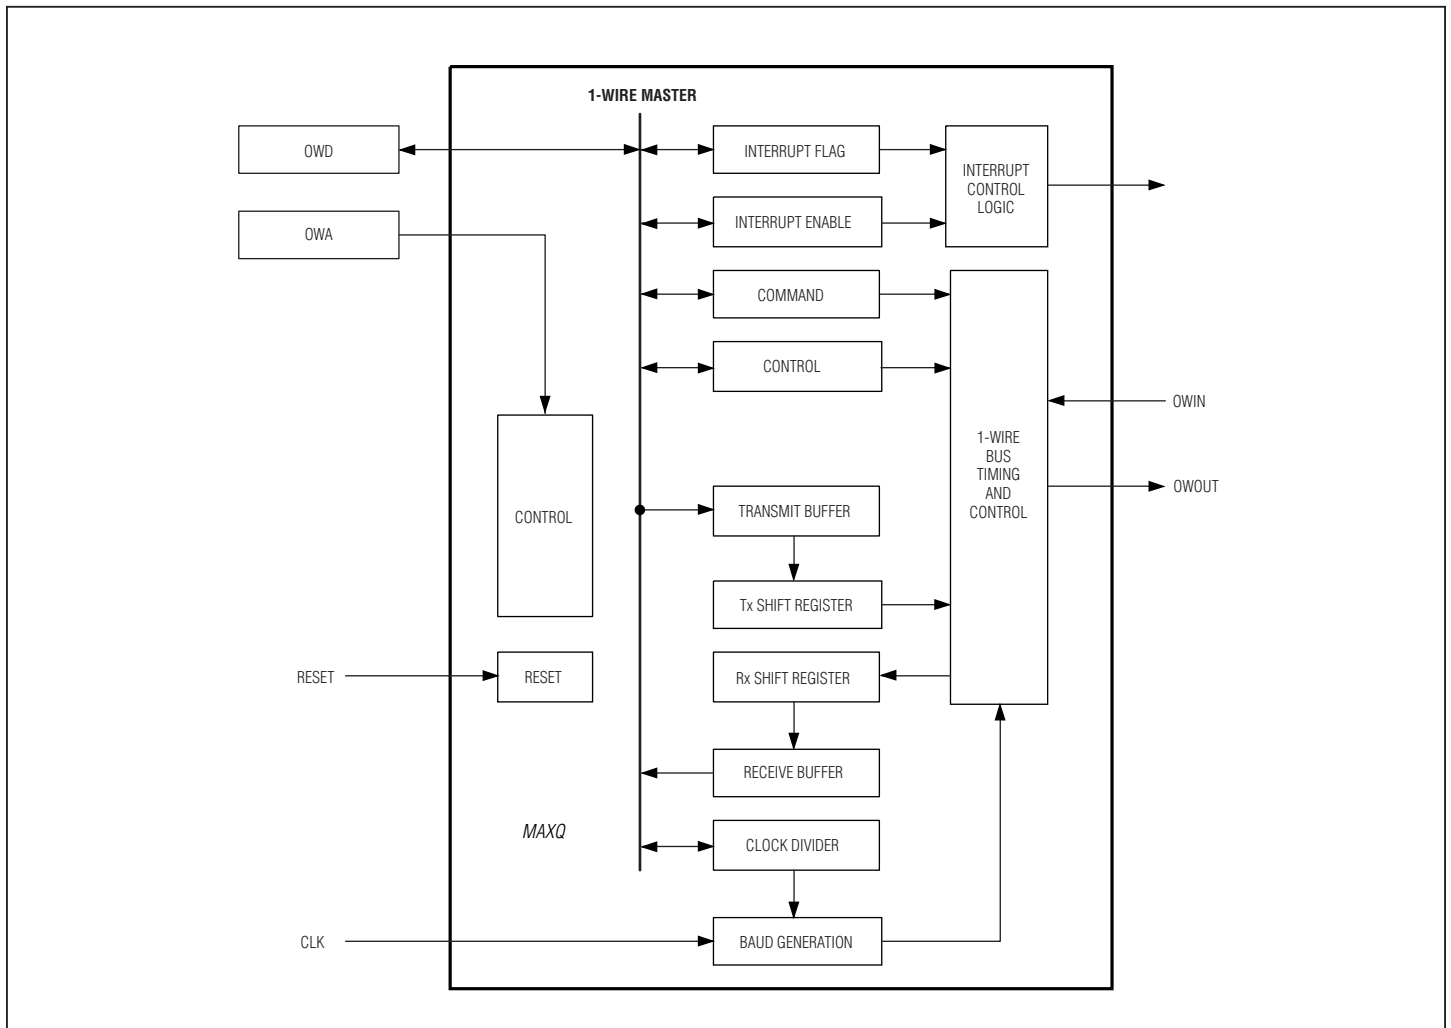 1-WIRE MASTER
OWD
INTERRUPT FLAG
INTERRUPT
CONTROL
LOGIC
OWA
INTERRUPT ENABLE
COMMAND
CONTROL
OWIN
1-WIRE
BUS
TIMING
AND
CONTROL
OWOUT
CONTROL
TRANSMIT BUFFER
Tx SHIFT REGISTER
RESET
RESET
Rx SHIFT REGISTER
RECEIVE BUFFER
MAXQ
CLOCK DIVIDER
CLK
BAUD GENERATION